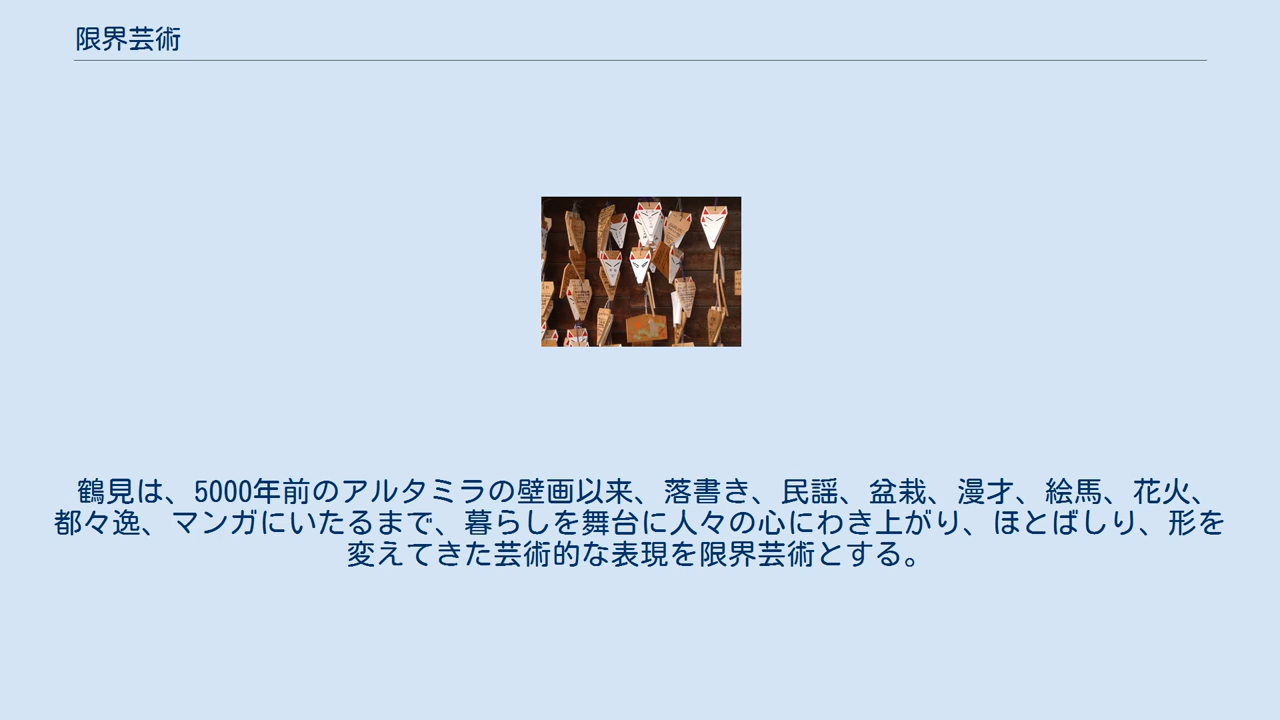 限界芸術
鶴見は、5000年前のアルタミラの壁画以来、落書き、民謡、盆栽、漫才、絵馬、花火、
都々逸、マンガにいたるまで、暮らしを舞台に人々の心にわき上がり、ほとばしり、形を
変えてきた芸術的な表現を限界芸術とする。